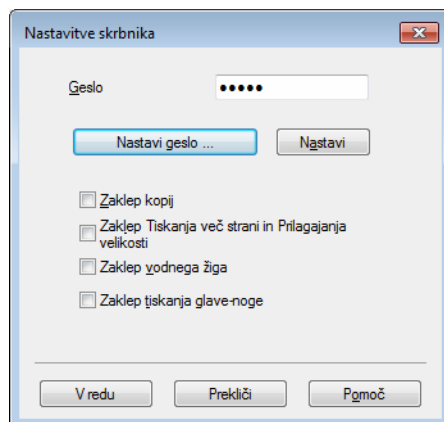 Nastavitve skrbnika
Geslo
Nastavi geslo ... Nastavi
Zaklep kopij
Zaklep Tiskanja več strani in Prilagajanja
velikosti
Zaklep vodnega žiga
Zaklep tiskanja glave-noge
V redu Prekliči Pomoč